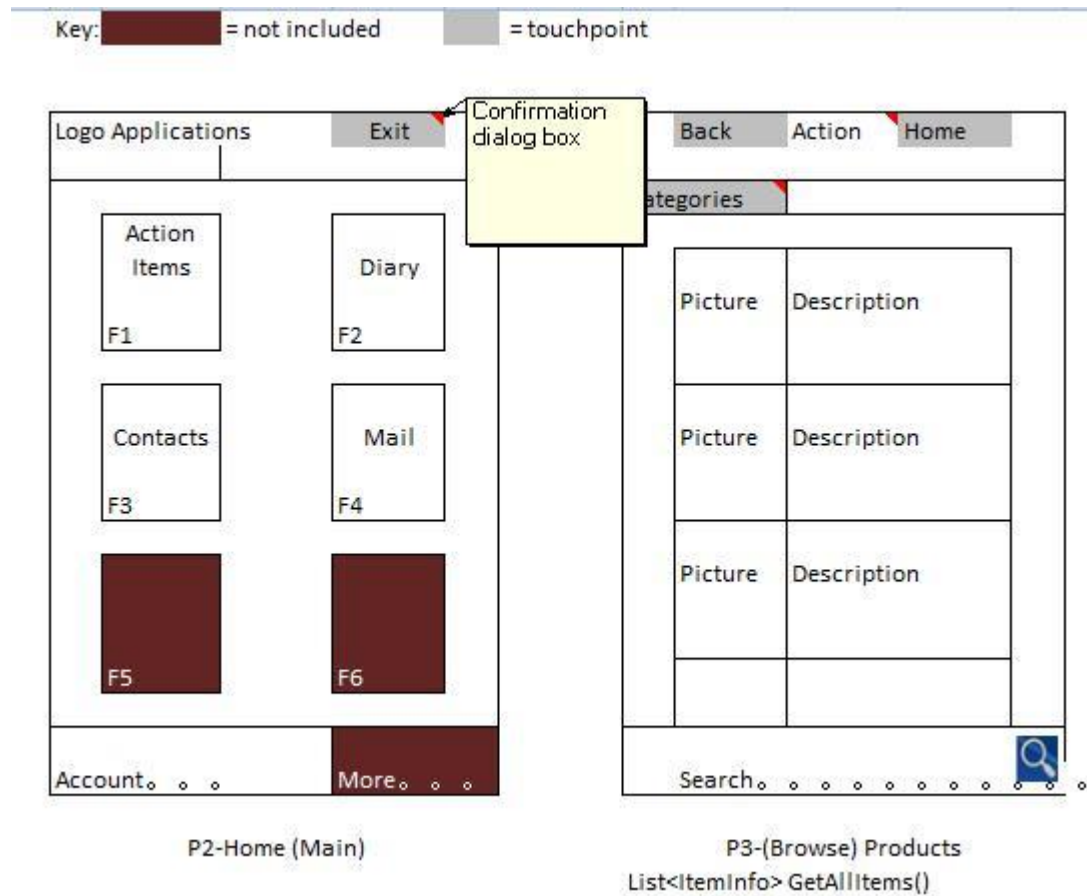 Key: = not included = touchpoint
Logo Applications Exit
Confirmation
dialog box
Back Action Home
ategories
Action
Items
F1
Diary
F2
Contacts
F3
Mail
F4
F5
F6
Account
More
Picture Description
Picture Description
Picture Description
Search
P2-Home (Main)
P3-(Browse) Products
List<ItemInfo> GetAllItems()